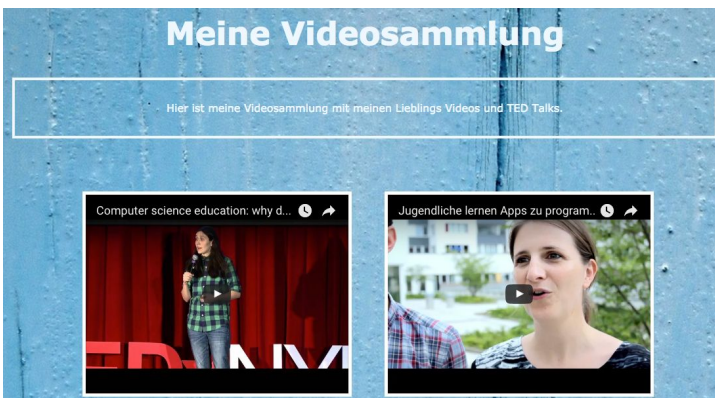 Meine Videosammlung
Hier ist meine Videosammlung mit meinen Lieblings Videos und TED Talks.
Computer science education: why d...
Jugendliche lernen Apps zu program..